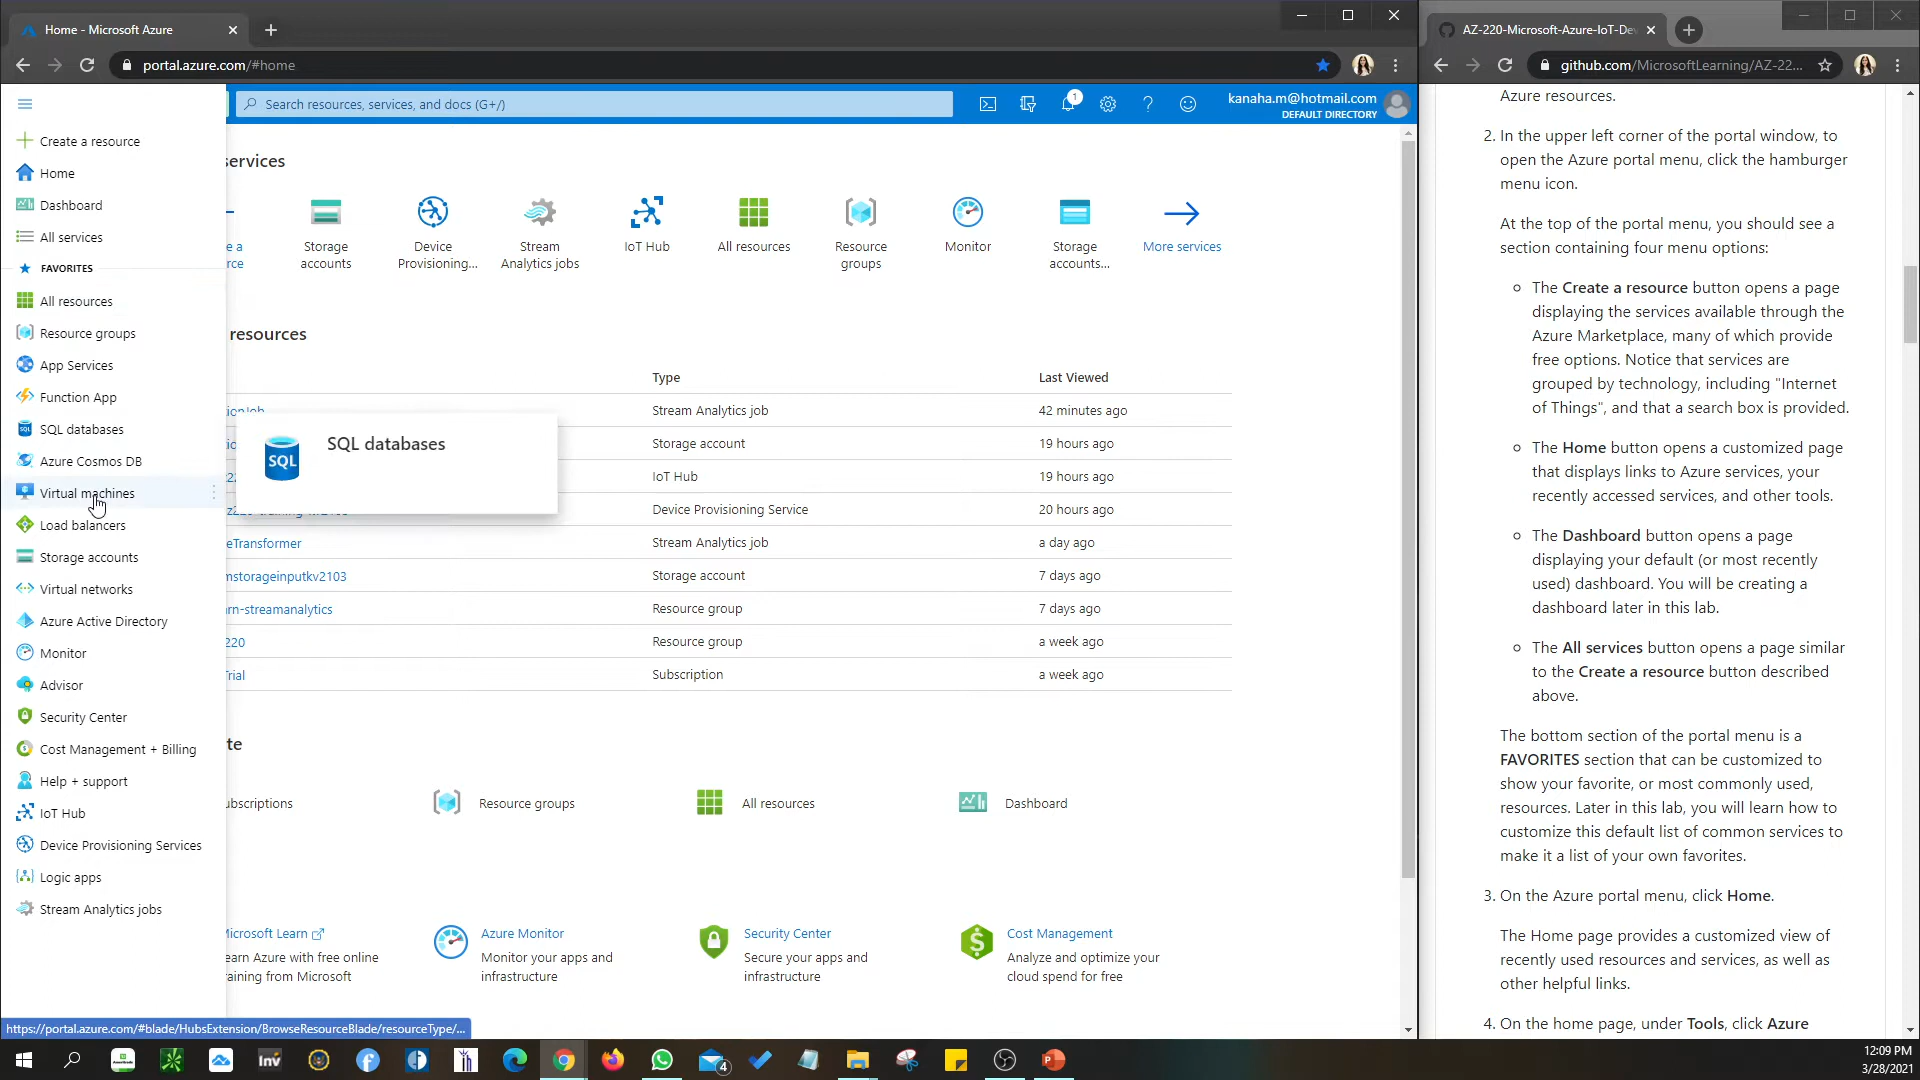 Home - Microsoft Azure
portal.azure.com/#home
Search resources, services, and docs (G+/)
1
kanaha.m@hotmail.com
DEFAULT DIRECTORY
Create a resource
Home
Dashboard
All services
FAVORITES
All resources
Resource groups
App Services
Function App
SQL databases
Azure Cosmos DB
Virtual machines
Load balancers
Storage accounts
Virtual networks
Azure Active Directory
Monitor
Advisor
Security Center
Cost Management + Billing
Help + support
IoT Hub
Device Provisioning Services
Logic apps
Stream Analytics jobs
services
Storage accounts
Device Provisioning...
Stream Analytics jobs
IoT Hub
All resources
Resource groups
Monitor
Storage accounts...
More services
resources
Type
Last Viewed
Stream Analytics job
42 minutes ago
Storage account
19 hours ago
IoT Hub
19 hours ago
Device Provisioning Service
20 hours ago
eTransformer
Stream Analytics job
a day ago
mstorageinputkv2103
Storage account
7 days ago
rn-streamanalytics
Resource group
7 days ago
220
Resource group
a week ago
Trial
Subscription
a week ago
SQL
SQL databases
te
ubscriptions
Resource groups
All resources
Dashboard
Microsoft Learn
earn Azure with free online
raining from Microsoft
Azure Monitor
Monitor your apps and
infrastructure
Security Center
Secure your apps and
infrastructure
Cost Management
Analyze and optimize your
cloud spend for free
https://portal.azure.com/#blade/HubsExtension/BrowseResourceBlade/resourceType/...
AZ-220-Microsoft-Azure-IoT-De
github.com/MicrosoftLearning/AZ-22...
Azure resources.
2. In the upper left corner of the portal window, to
open the Azure portal menu, click the hamburger
menu icon.
At the top of the portal menu, you should see a
section containing four menu options:
The Create a resource button opens a page
displaying the services available through the
Azure Marketplace, many of which provide
free options. Notice that services are
grouped by technology, including "Internet
of Things", and that a search box is provided.
The Home button opens a customized page
that displays links to Azure services, your
recently accessed services, and other tools.
The Dashboard button opens a page
displaying your default (or most recently
used) dashboard. You will be creating a
dashboard later in this lab.
The All services button opens a page similar
to the Create a resource button described
above.
The bottom section of the portal menu is a
FAVORITES section that can be customized to
show your favorite, or most commonly used,
resources. Later in this lab, you will learn how to
customize this default list of common services to
make it a list of your own favorites.
3. On the Azure portal menu, click Home.
The Home page provides a customized view of
recently used resources and services, as well as
other helpful links.
4. On the home page, under Tools, click Azure
Inv
4
12:09 PM
3/28/2021